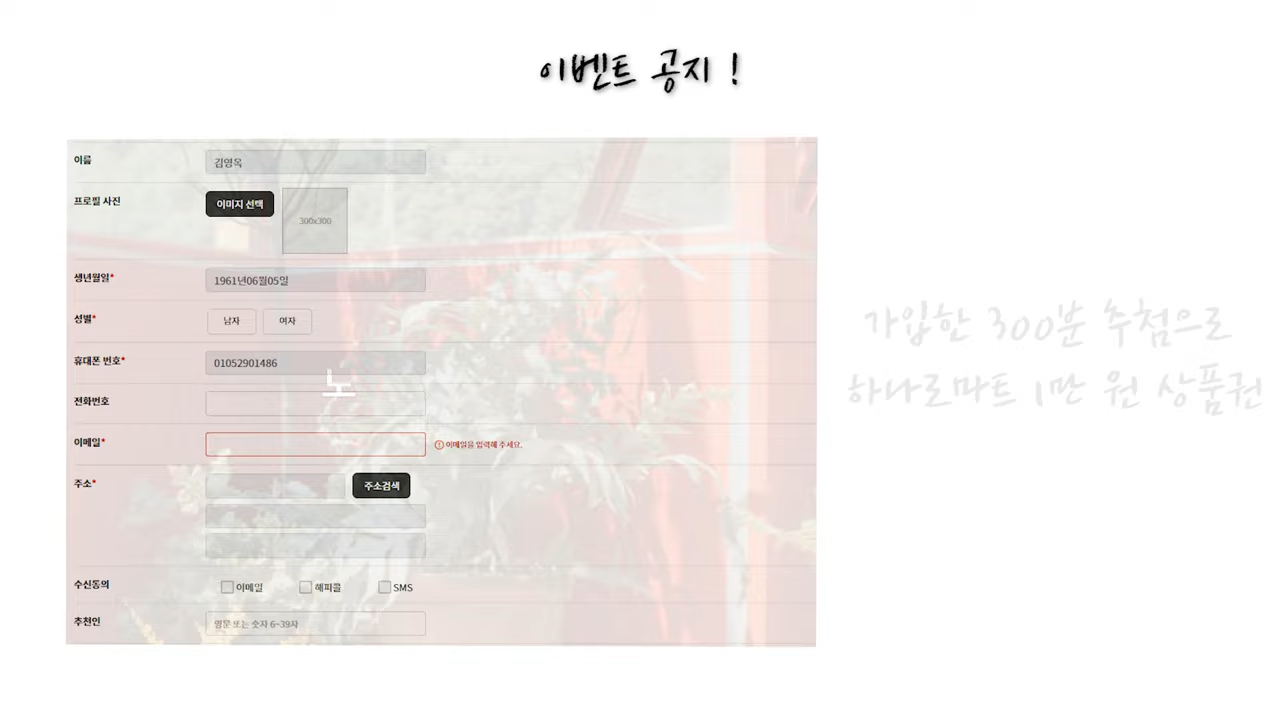 이벤트 공지 !
이름
김영옥
프로필 사진
이미지 선택
300x300
생년월일*
1961년06월05일
성별*
남자
여자
휴대폰 번호*
01052901486
노
전화번호
이메일*
이메일을 입력해 주세요.
주소*
주소검색
수신동의
이메일
해피콜
SMS
추천인
영문 또는 숫자 6~39자
가입한 300분 추첨으로
하나로마트 1만 원 상품권